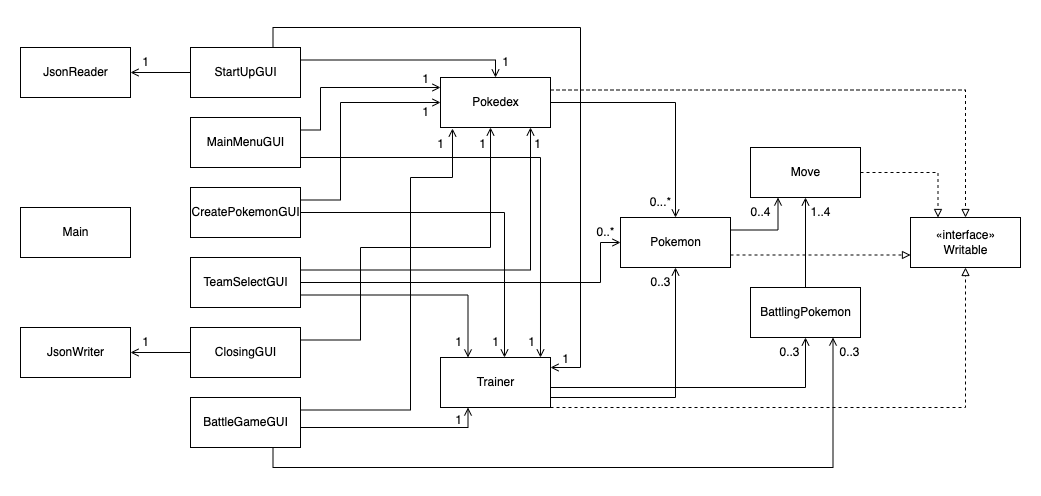 JsonReader
1
StartUpGUI
1
1
Pokedex
1
MainMenuGUI
1
1
1
Move
CreatePokemonGUI
0...*
0..4
1..4
Main
0..*
Pokemon
«interface»
Writable
TeamSelectGUI
0..3
BattlingPokemon
JsonWriter
1
ClosingGUI
1
1
1
1
0..3
0..3
Trainer
BattleGameGUI
1